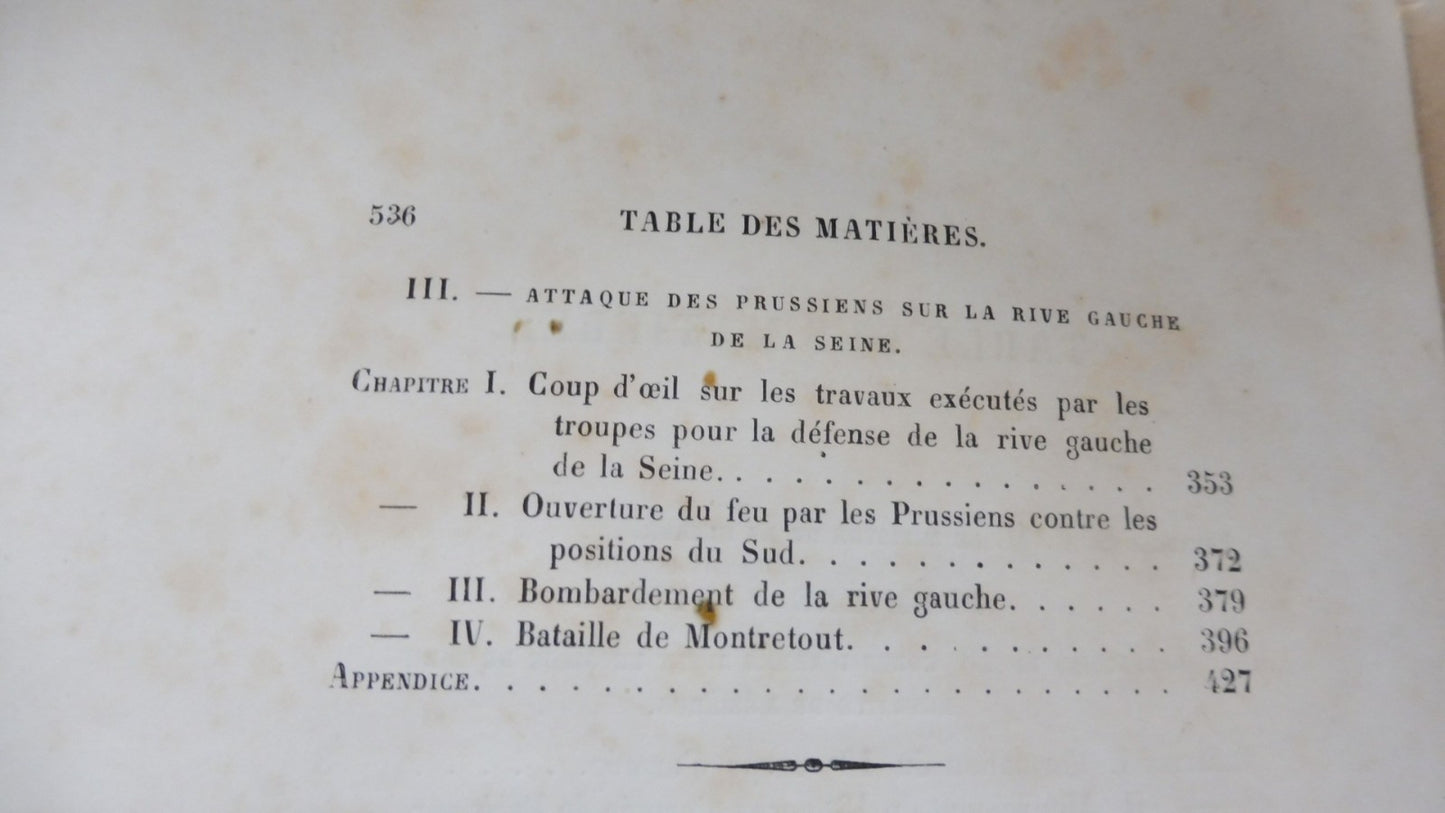 536 TABLE DES MATIÈRES.
III. — ATTAQUE DES PRUSSIENS SUR LA RIVE GAUCHE
DE LA SEINE.
CHAPITRE I. Coup d'œil sur les travaux exécutés par les
troupes pour la défense de la rive gauche
de la Seine. . . . . . . . . . . . . . . 353
— II. Ouverture du feu par les Prussiens contre les
positions du Sud. . . . . . . . . . . . . 372
— III. Bombardement de la rive gauche. . . . . . 379
— IV. Bataille de Montretout. . . . . . . . . . . 396
APPENDICE. . . . . . . . . . . . . . . . . . . . . . 427